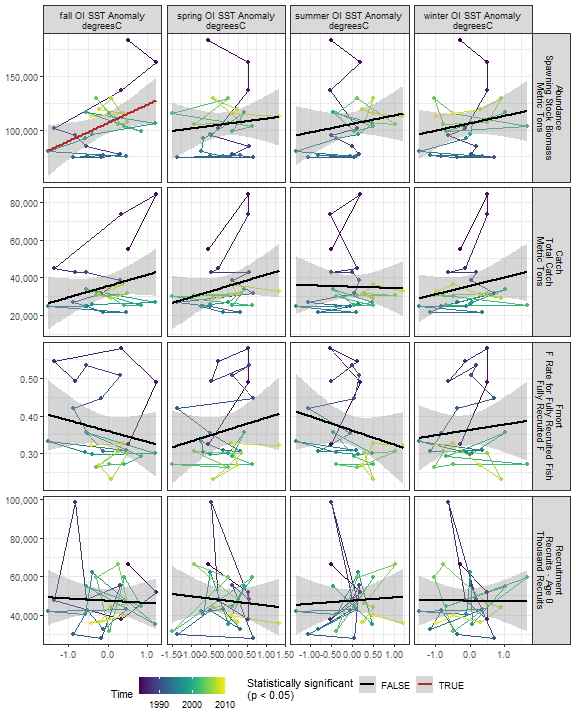 fall OI SST Anomaly
degreesC
spring OI SST Anomaly
degreesC
summer OI SST Anomaly
degreesC
winter OI SST Anomaly
degreesC
150,000
100,000
Abundance
Spawning Stock Biomass
Metric Tons
80,000
60,000
40,000
20,000
Catch
Total Catch
Metric Tons
0.50
0.40
0.30
Fmort
F Rate for Fully Recruited Fish
Fully Recruited F
100,000
80,000
60,000
40,000
Recruitment
Recruits - Age 0
Thousand Recruits
-1.0 0.0 1.0
-1.50 -1.00 -0.50 0.00 0.50 1.00 1.50
-1.00 -0.50 0.00 0.50 1.00
-1.0 0.0 1.0
Time
1990 2000 2010
Statistically significant
(p < 0.05)
FALSE
TRUE